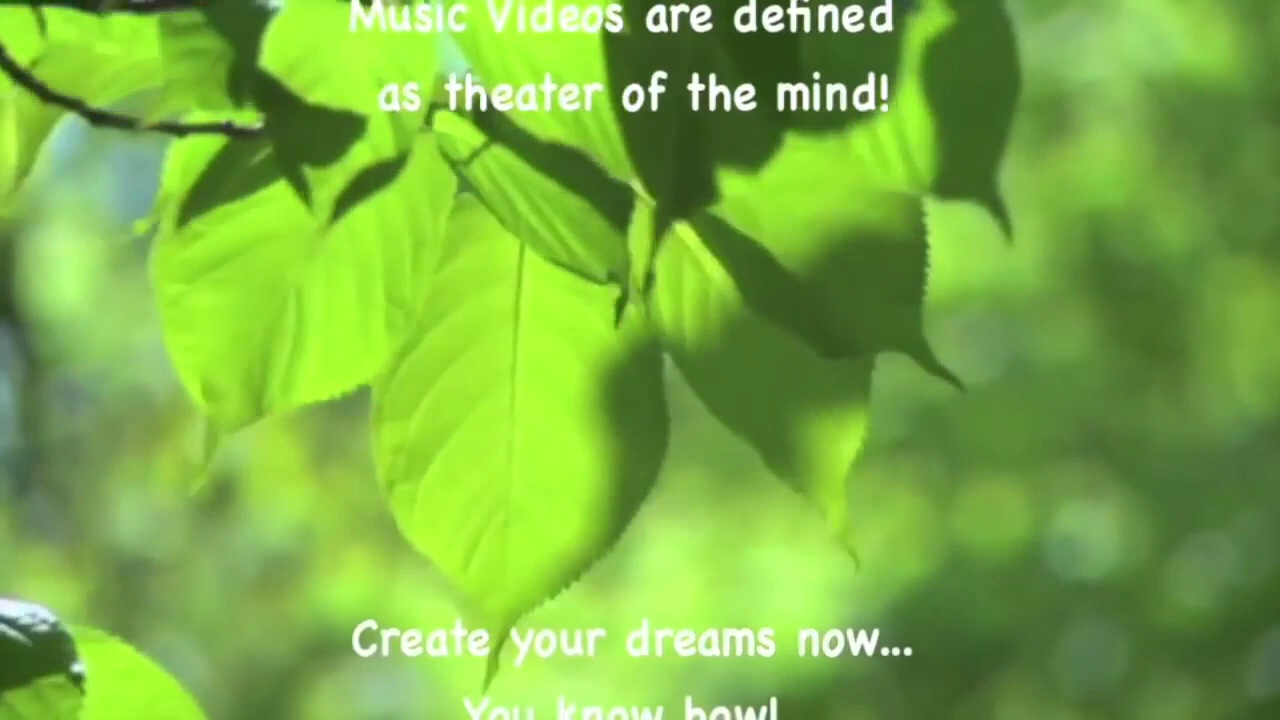 Music Videos are defined
as theater of the mind!
Create your dreams now...
You know how!